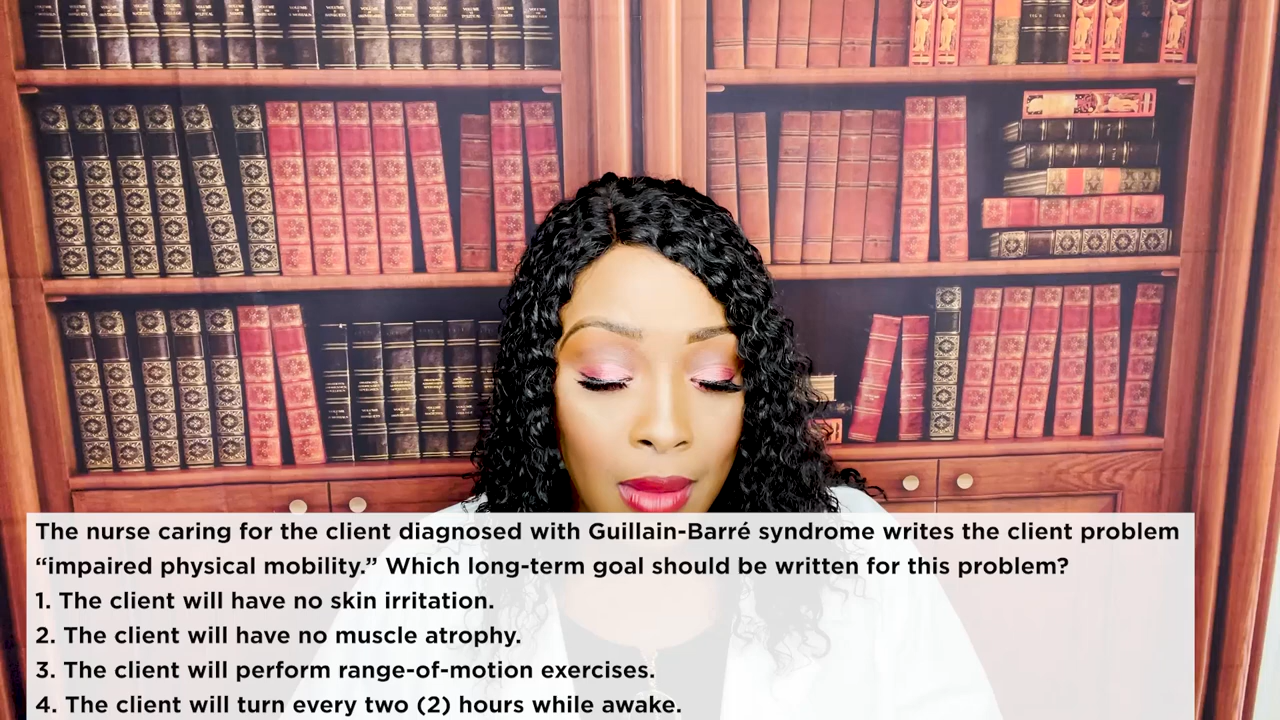 The nurse caring for the client diagnosed with Guillain-Barré syndrome writes the client problem
“impaired physical mobility.” Which long-term goal should be written for this problem?
1. The client will have no skin irritation.
2. The client will have no muscle atrophy.
3. The client will perform range-of-motion exercises.
4. The client will turn every two (2) hours while awake.